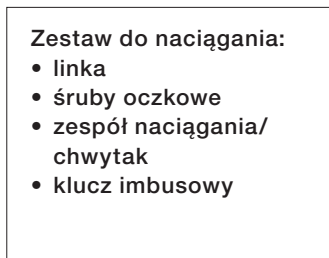 Zestaw do naciągania:
• linka
• śruby oczkowe
• zespół naciągania/
chwytak
• klucz imbusowy